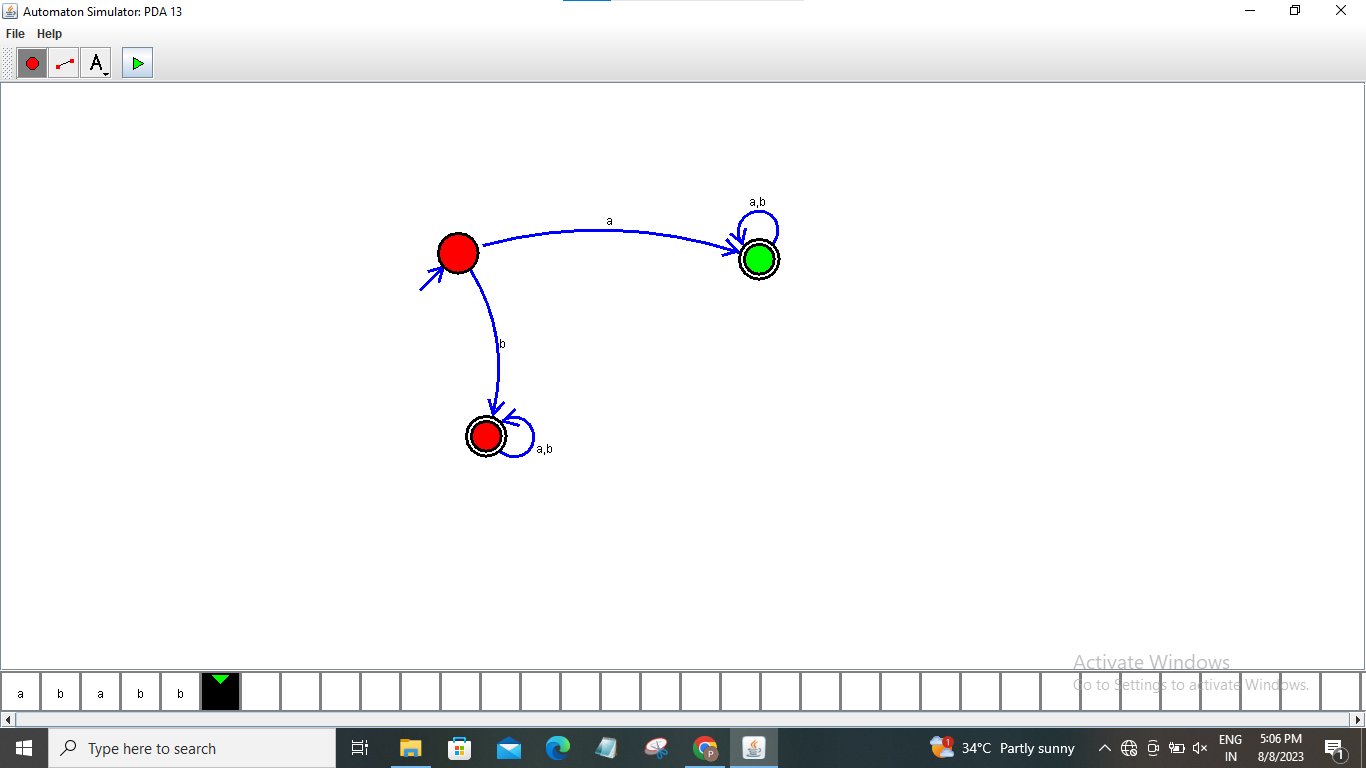 Automaton Simulator: PDA 13
File Help
A
a,b
a
b
a,b
a b a b b
Activate Windows
Go to Settings to activate Windows.
Type here to search
1
34°C Partly sunny
ENG
IN
5:06 PM
8/8/2023
1